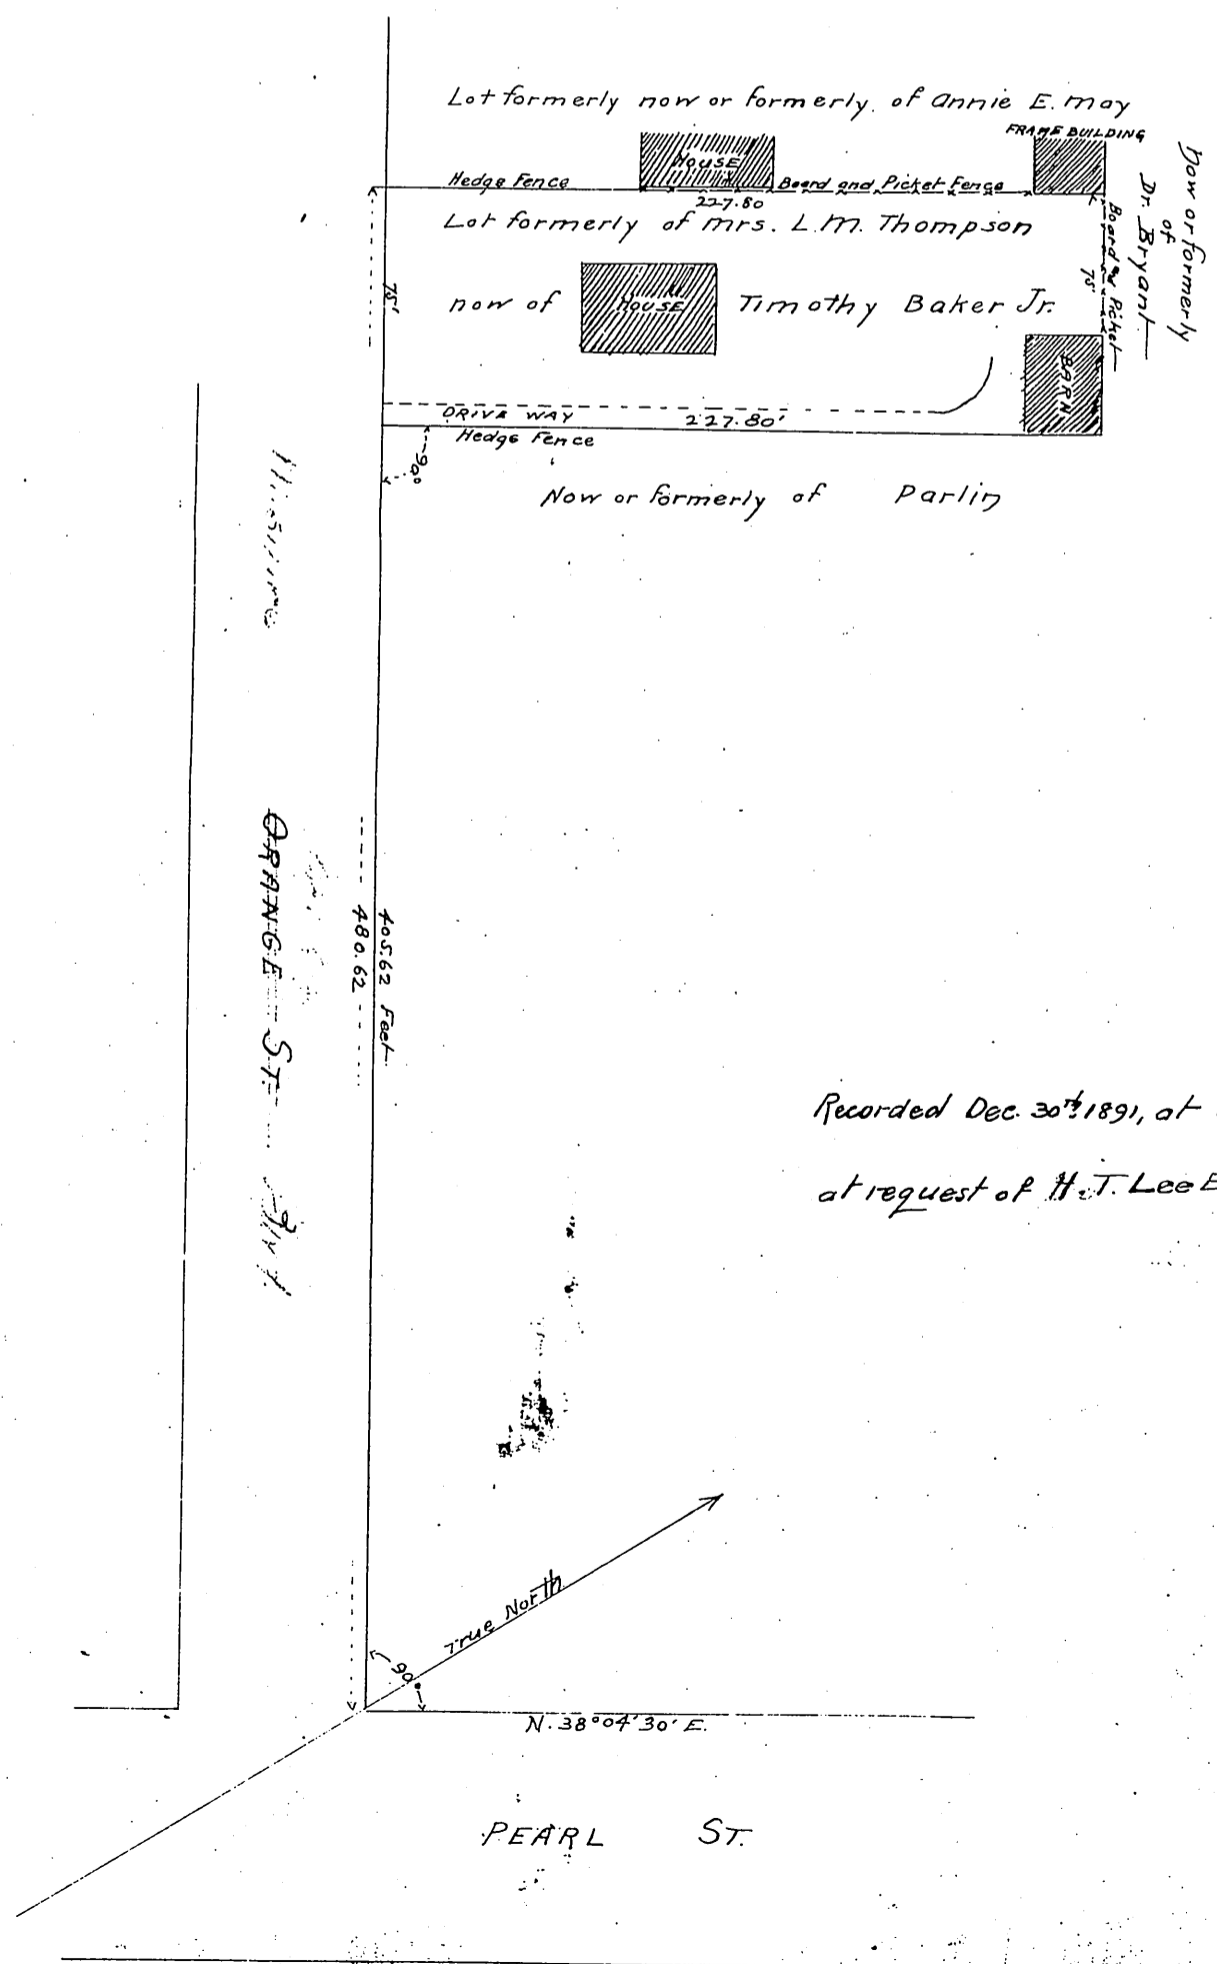 Lot formerly now or formerly of Annie E. May
FRAME BUILDING
HOUSE
Hedge Fence
Board and Picket Fence
227.80
Now or formerly
of
Dr. Bryant
Board and Picket
75'
Lot formerly of Mrs. L.M. Thompson
75'
now of
HOUSE
Timothy Baker Jr.
BARN
DRIVE WAY
227.80'
Hedge Fence
90°
Now or formerly of Parlin
ORANGE ST.
405.62 Feet
480.62
Recorded Dec. 30th 1891, at
at request of H.T. Lee E
True North
90°
N. 38° 04' 30' E.
PEARL ST.